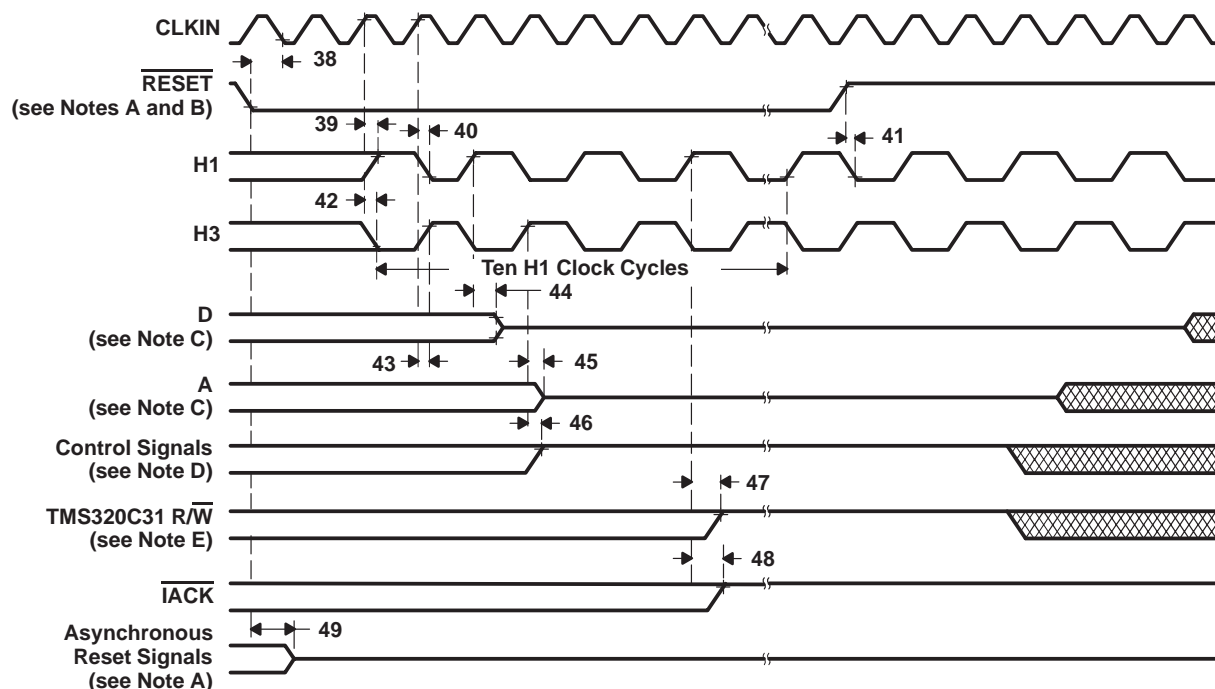 CLKIN
38
RESET
(see Notes A and B)
39
40
41
H1
42
H3
Ten H1 Clock Cycles
44
D
(see Note C)
43
45
A
(see Note C)
46
Control Signals
(see Note D)
47
TMS320C31 R/W
(see Note E)
48
IACK
49
Asynchronous
Reset Signals
(see Note A)